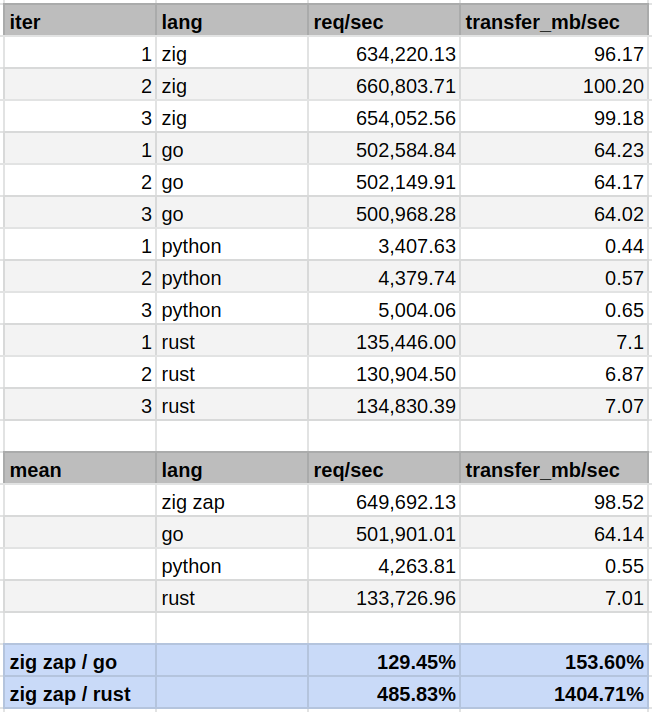 iter lang req/sec transfer_mb/sec
1 zig 634,220.13 96.17
2 zig 660,803.71 100.20
3 zig 654,052.56 99.18
1 go 502,584.84 64.23
2 go 502,149.91 64.17
3 go 500,968.28 64.02
1 python 3,407.63 0.44
2 python 4,379.74 0.57
3 python 5,004.06 0.65
1 rust 135,446.00 7.1
2 rust 130,904.50 6.87
3 rust 134,830.39 7.07
mean lang req/sec transfer_mb/sec
zig zap 649,692.13 98.52
go 501,901.01 64.14
python 4,263.81 0.55
rust 133,726.96 7.01
zig zap / go 129.45% 153.60%
zig zap / rust 485.83% 1404.71%